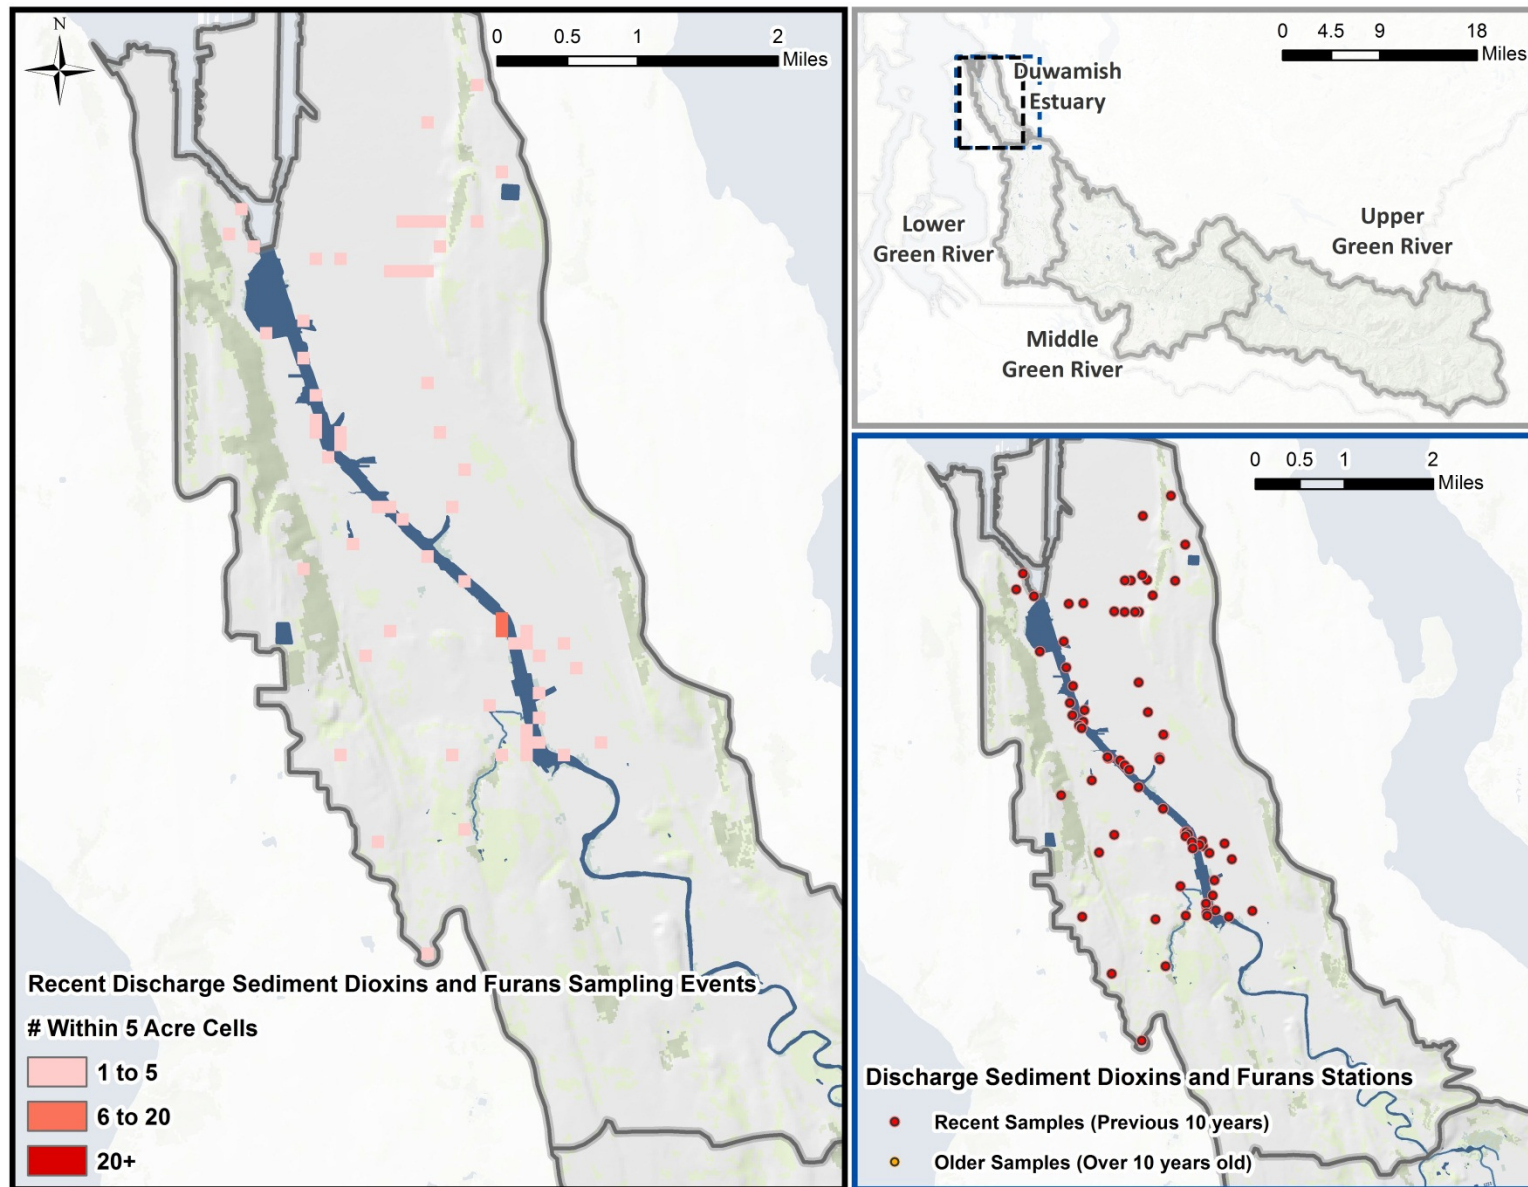 N
0 0.5 1 2
Miles
Recent Discharge Sediment Dioxins and Furans Sampling Events
# Within 5 Acre Cells
1 to 5
6 to 20
20+
0 4.5 9 18
Miles
Duwamish
Estuary
Lower
Green River
Upper
Green River
Middle
Green River
0 0.5 1 2
Miles
Discharge Sediment Dioxins and Furans Stations
Recent Samples (Previous 10 years)
Older Samples (Over 10 years old)